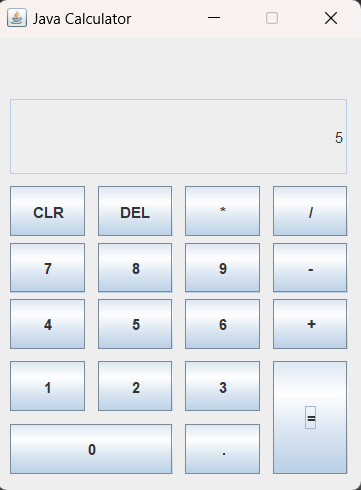 Java Calculator
5
CLR DEL * /
7 8 9 -
4 5 6 +
1 2 3
=
0 .